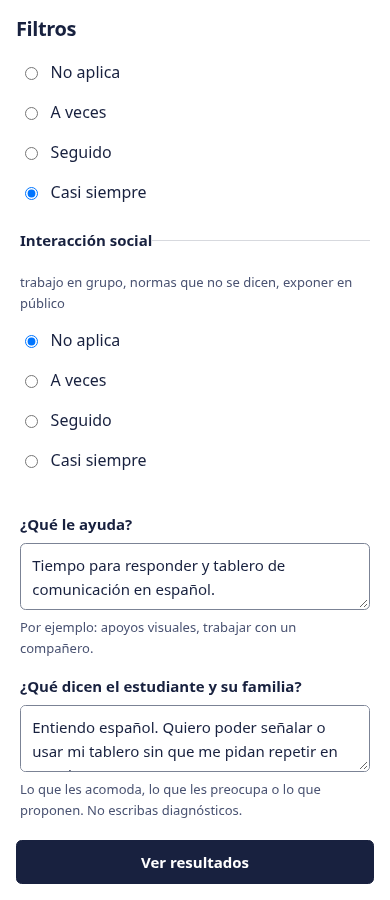 Filtros
No aplica
A veces
Seguido
Casi siempre
Interacción social
trabajo en grupo, normas que no se dicen, exponer en
público
No aplica
A veces
Seguido
Casi siempre
¿Qué le ayuda?
Tiempo para responder y tablero de
comunicación en español.
Por ejemplo: apoyos visuales, trabajar con un
compañero.
¿Qué dicen el estudiante y su familia?
Entiendo español. Quiero poder señalar o
usar mi tablero sin que me pidan repetir en
Lo que les acomoda, lo que les preocupa o lo que
proponen. No escribas diagnósticos.
Ver resultados